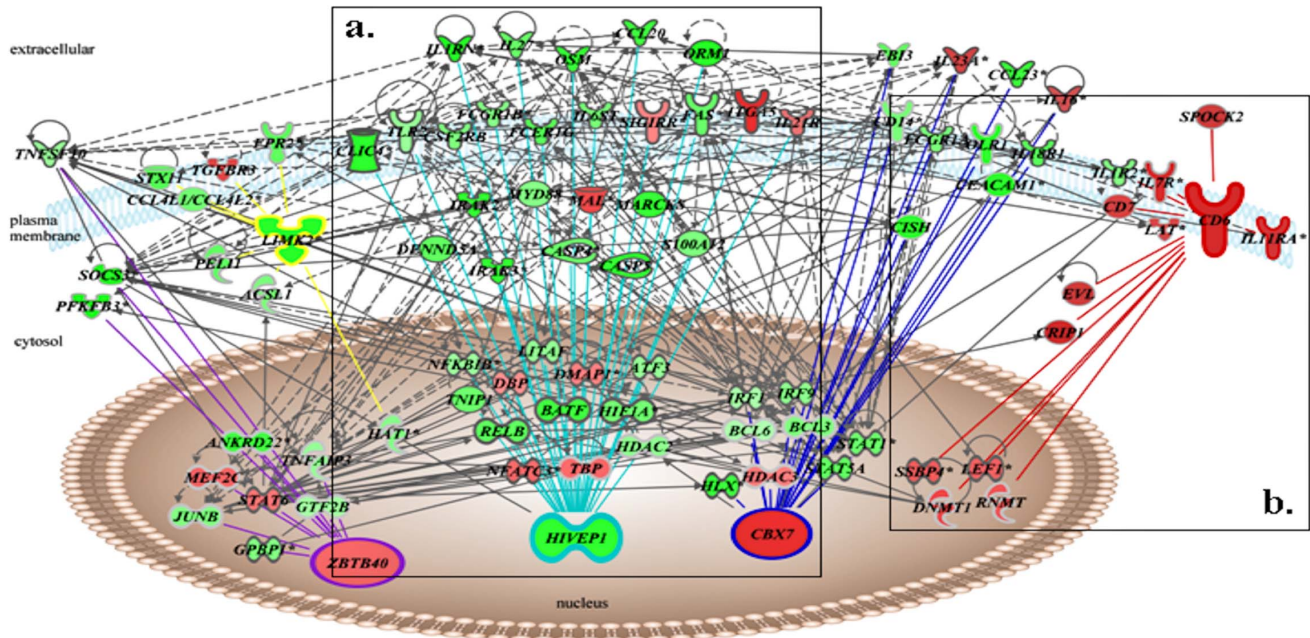 a.
extracellular
IL1RN*
IL27
OSM
CCL20
ORM1
EBI3
IL23A*
CCL23*
IL16*
TNFSF10
FPR2*
TGFBR3
STX11
CCL4L1/CCL4L2*
CLIC4*
TLR2
CSF3RB
FCGR1B*
FCER1G
IL6ST
SIGIRR
FAS*
ITGA5
IL21R
CD14*
OLR1
IL18R1
CEACAM1*
SPOCK2
IL1R2*
IL7R*
CD7
LAT*
CD6
IL11RA*
plasma
membrane
LIMK2*
PELI1
IRAK2
MYD88
MAL*
MARCKS
DENND5A
IRAK3*
CASP4*
CASP5
S100A12
CISH
SOCS3*
PFKFB3*
ACSL1
EVL
CRIP1
cytosol
NFKBIB*
LITAF
DBP
DMAP1*
ATF3
TNIP1
BATF
HIF1A*
RELB
HDAC2
IRF1
IRF9
BCL6
BCL3
STAT1*
STAT5A
ANKRD22*
TNFAIP3
HAT1*
MEF2C
STAT6
GTF2B
JUNB
GPBP1*
NFATC3*
TBP
HDAC3
HLX
SSBP4*
LEF1*
DNMT1
RNMT
HIVEP1
CBX7
ZBTB40
b.
nucleus